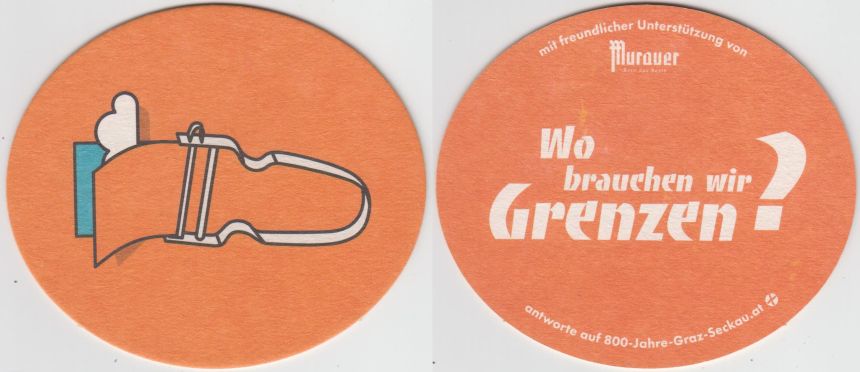 mit freundlicher Unterstützung von
Murauer
Wo
brauchen wir
Grenzen?
antworte auf 800-Jahre-Graz-Seckau.at